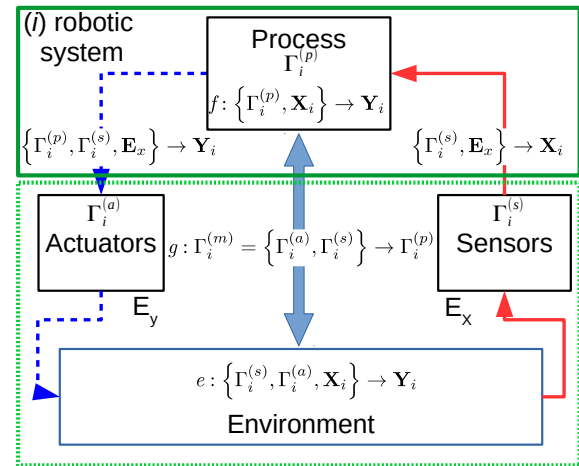 (i) robotic
system
Process
Γ_i^{(p)}
f: {Γ_i^{(p)}, X_i} → Y_i
{Γ_i^{(p)}, Γ_i^{(s)}, E_x} → Y_i
{Γ_i^{(s)}, E_x} → X_i
Γ_i^{(a)}
Actuators
g : Γ_i^{(m)} = {Γ_i^{(a)}, Γ_i^{(s)}} → Γ_i^{(p)}
Γ_i^{(s)}
Sensors
E_y
E_x
e : {Γ_i^{(s)}, Γ_i^{(a)}, X_i} → Y_i
Environment